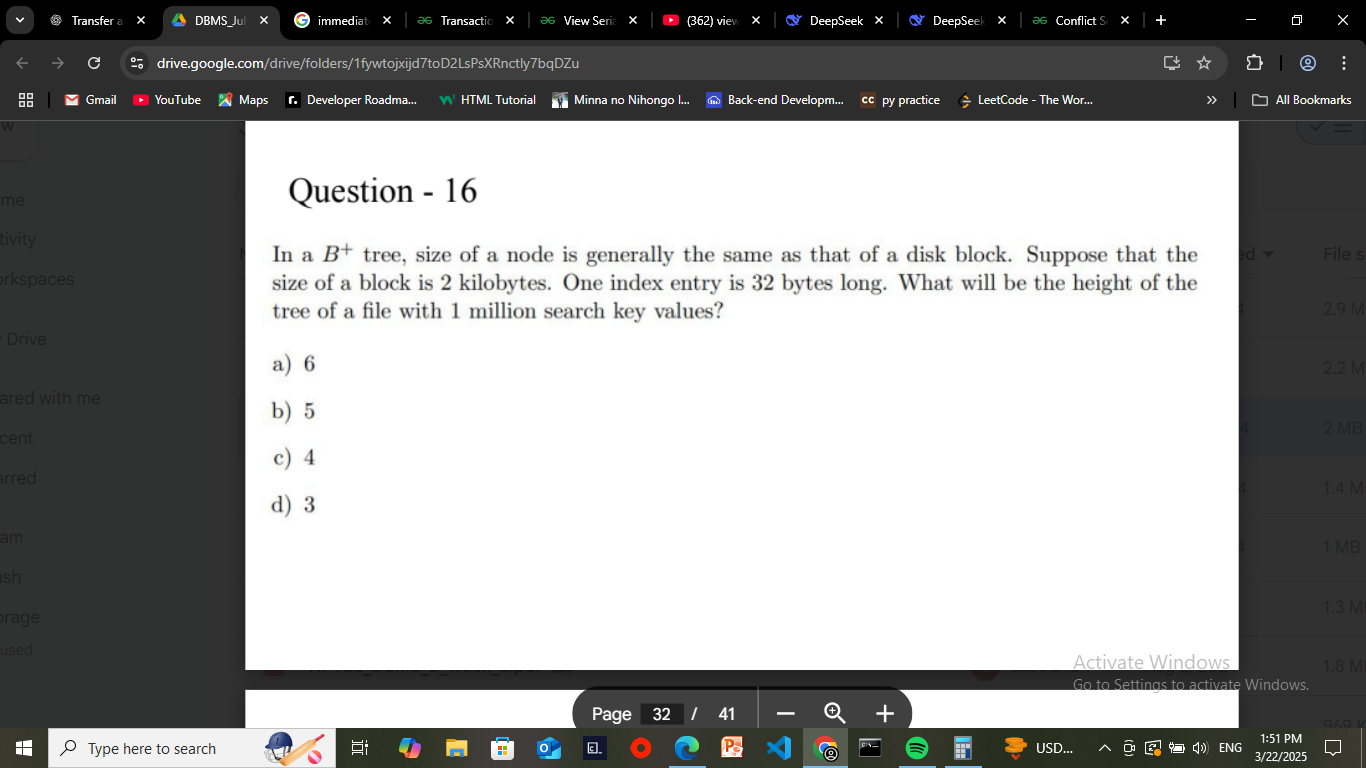 Transfer a
DBMS_Jul
immediat
Transactio
View Seria
(362) view
DeepSeek
DeepSeek
Conflict S
drive.google.com/drive/folders/1fywtojxijd7toD2LsPsXRnctly7bqDZu
Gmail
YouTube
Maps
Developer Roadma...
HTML Tutorial
Minna no Nihongo I...
Back-end Developm...
py practice
LeetCode - The Wor...
All Bookmarks
Question - 16
In a B+ tree, size of a node is generally the same as that of a disk block. Suppose that the
size of a block is 2 kilobytes. One index entry is 32 bytes long. What will be the height of the
tree of a file with 1 million search key values?
a) 6
b) 5
c) 4
d) 3
me
tivity
orkspaces
Drive
ared with me
cent
arred
am
ash
orage
used
ed
File s
2.9 M
2.2 M
2 MB
1.4 M
1 MB
1.3 M
1.8 M
969 K
Activate Windows
Go to Settings to activate Windows.
Page 32 / 41
Type here to search
USD...
ENG
1:51 PM
3/22/2025